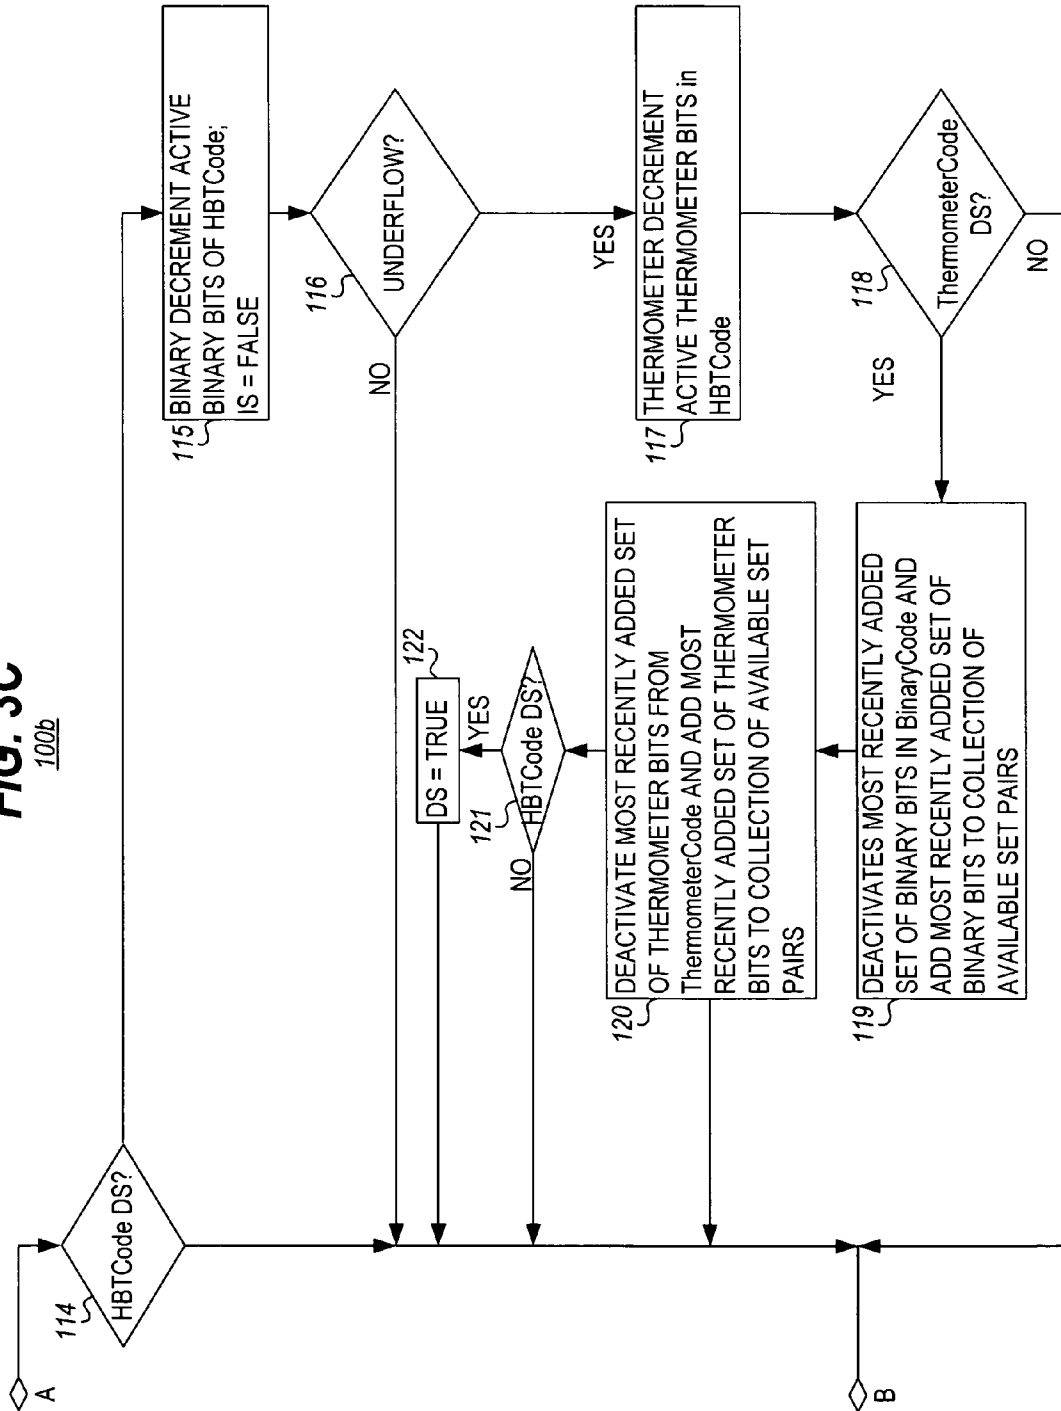 FIG. 3C
100b
A
114
HBTCode DS?
115
BINARY DECREMENT ACTIVE
BINARY BITS OF HBTCode;
IS = FALSE
116
UNDERFLOW?
NO
YES
117
THERMOMETER DECREMENT
ACTIVE THERMOMETER BITS in
HBTCode
118
ThermometerCode
DS?
YES
NO
119
DEACTIVATES MOST RECENTLY ADDED
SET OF BINARY BITS IN BinaryCode AND
ADD MOST RECENTLY ADDED SET OF
BINARY BITS TO COLLECTION OF
AVAILABLE SET PAIRS
120
DEACTIVATE MOST RECENTLY ADDED SET
OF THERMOMETER BITS FROM
ThermometerCode AND ADD MOST
RECENTLY ADDED SET OF THERMOMETER
BITS TO COLLECTION OF AVAILABLE SET
PAIRS
121
HBTCode DS?
NO
YES
122
DS = TRUE
B